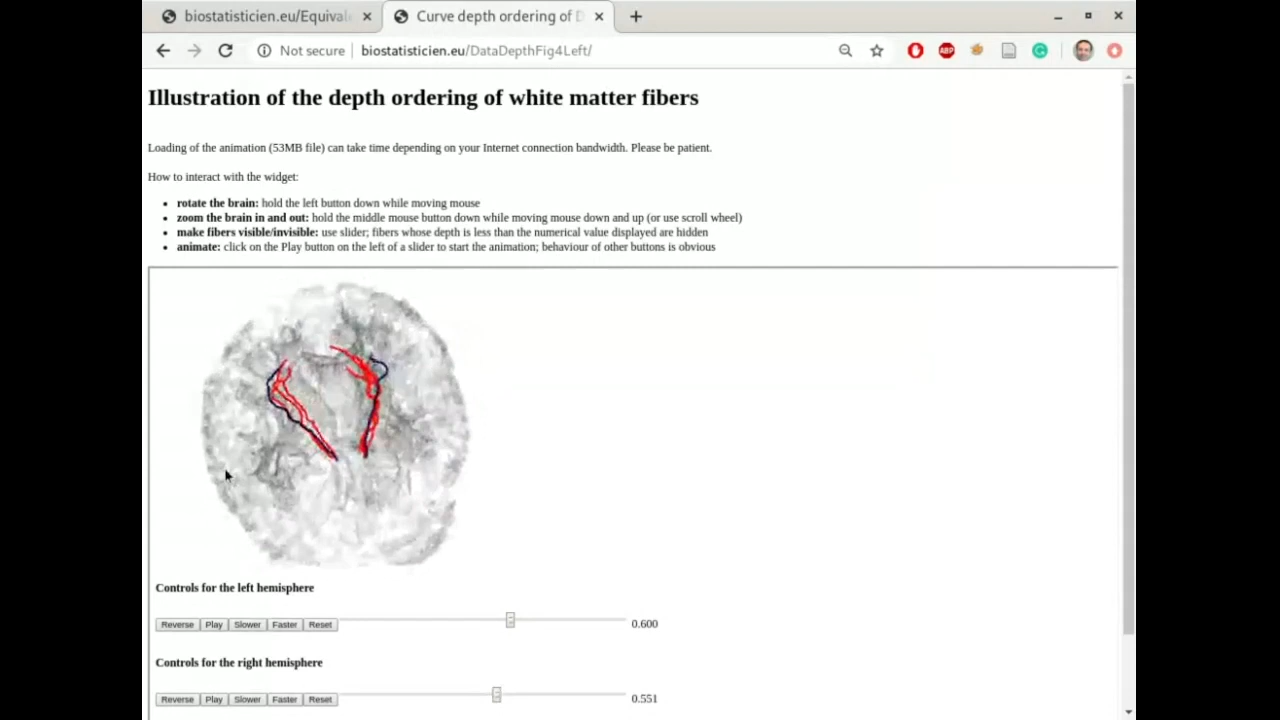 biostatisticien.eu/Equivale
Curve depth ordering of D
Not secure | biostatisticien.eu/DataDepthFig4Left/
ABP
Illustration of the depth ordering of white matter fibers
Loading of the animation (53MB file) can take time depending on your Internet connection bandwidth. Please be patient.
How to interact with the widget:
• rotate the brain: hold the left button down while moving mouse
• zoom the brain in and out: hold the middle mouse button down while moving mouse down and up (or use scroll wheel)
• make fibers visible/invisible: use slider; fibers whose depth is less than the numerical value displayed are hidden
• animate: click on the Play button on the left of a slider to start the animation; behaviour of other buttons is obvious
Controls for the left hemisphere
Reverse Play Slower Faster Reset 0.600
Controls for the right hemisphere
Reverse Play Slower Faster Reset 0.551